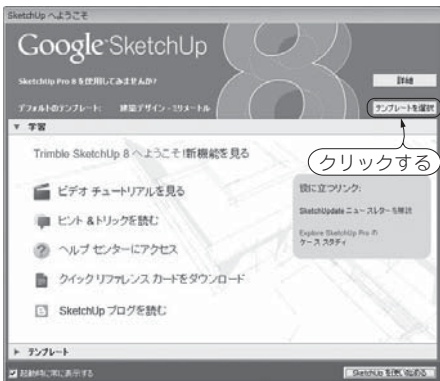 SketchUp へようこそ
Google SketchUp
SketchUp Pro 8 を使用してみませんか?
詳細
デフォルトのテンプレート: 建築デザイン - ミリメートル
テンプレートを選択
▼ 学習
Trimble SketchUp 8 へようこそ!新機能を見る
クリックする
ビデオ チュートリアルを見る
ヒント & トリックを読む
ヘルプ センターにアクセス
クイック リファレンス カードをダウンロード
SketchUp ブログを読む
役に立つリンク:
SketchUpdate ニュースレターを購読
Explore SketchUp Pro の
ケース スタディ
▶ テンプレート
起動時に常に表示する
SketchUp を使い始める